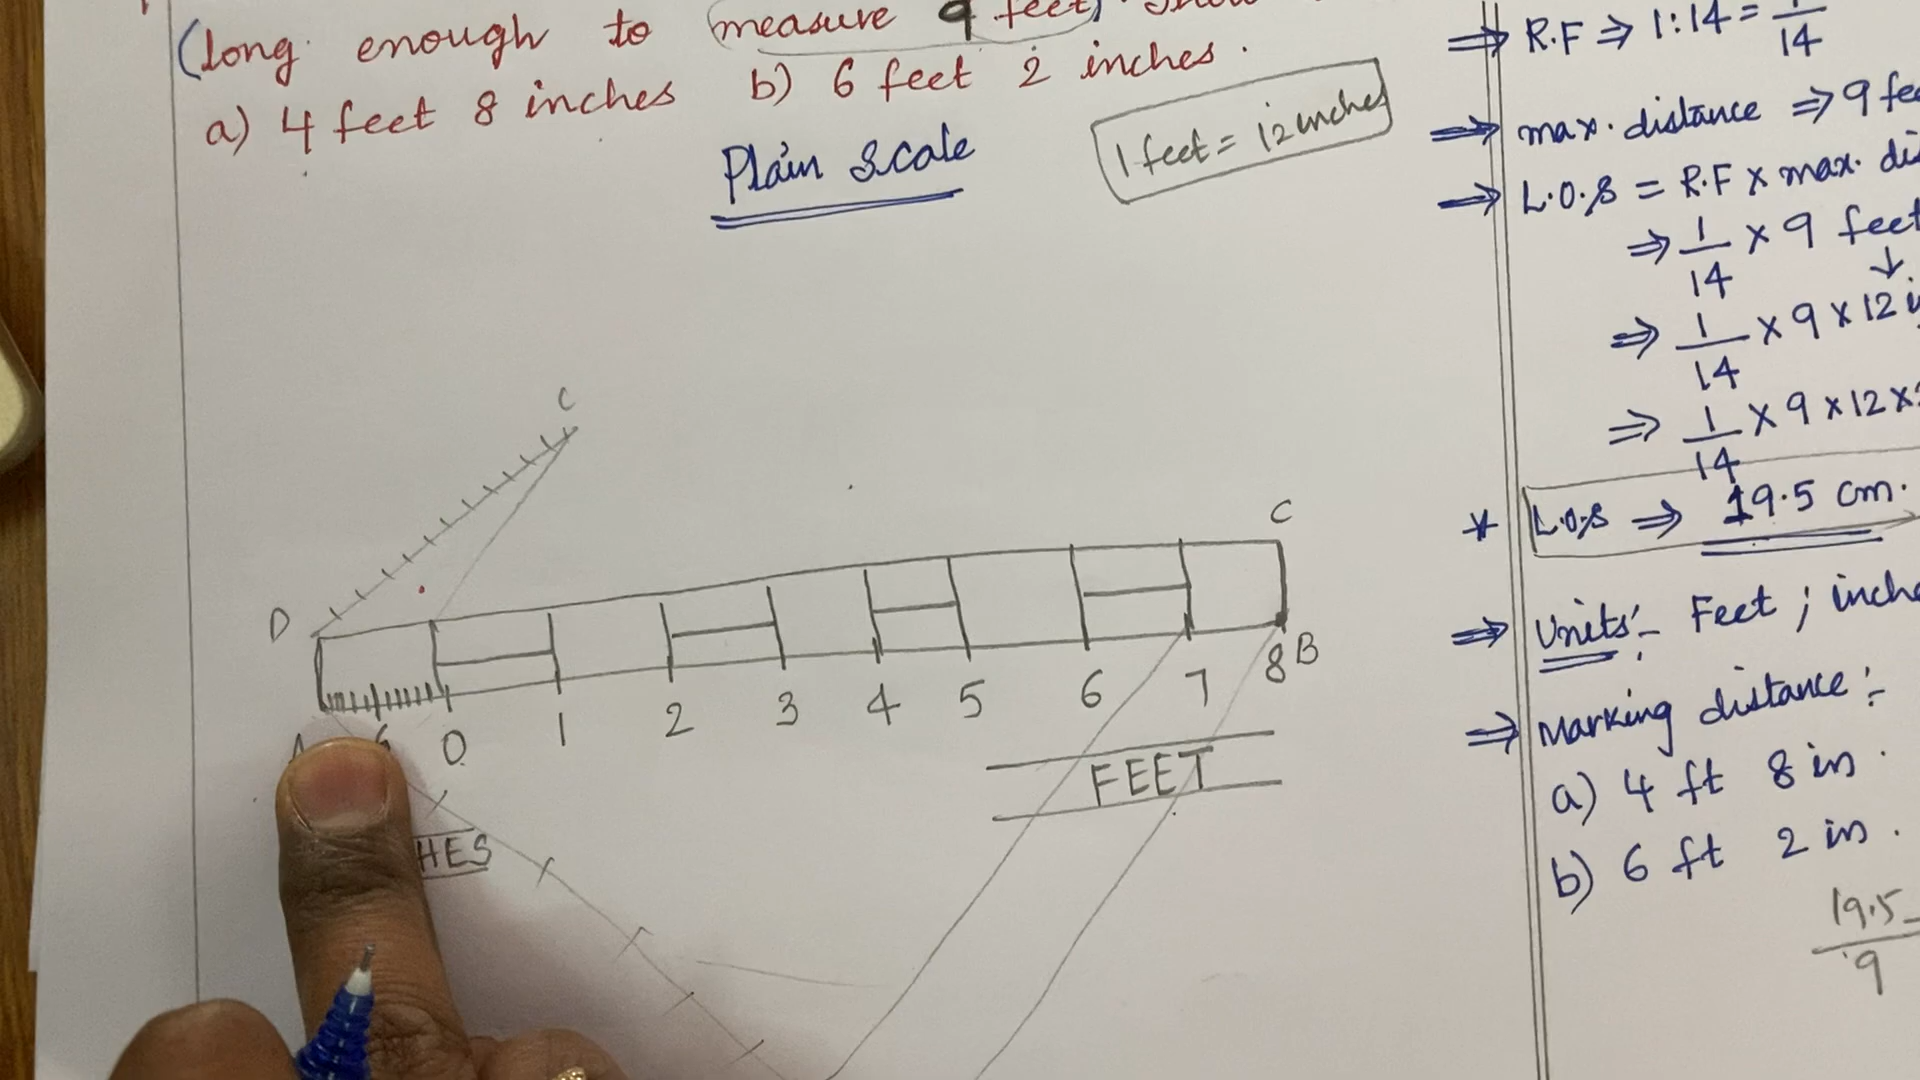 (long enough to measure 9 feet).
a) 4 feet 8 inches b) 6 feet 2 inches.
Plain scale
1 feet = 12 inches
C
D
C
B
0 1 2 3 4 5 6 7 8
FEET
HES
R.F ⇒ 1:14 = 1/14
max. distance ⇒ 9
L.O.S = R.F × max.
⇒ 1/14 × 9 feet
⇒ 1/14 × 9 × 12
⇒ 1/14 × 9 × 12 ×
* L.O.S ⇒ 19.5 cm.
⇒ Units:- Feet ; inche
⇒ Marking distance:-
a) 4 ft 8 in.
b) 6 ft 2 in.
19.5
9